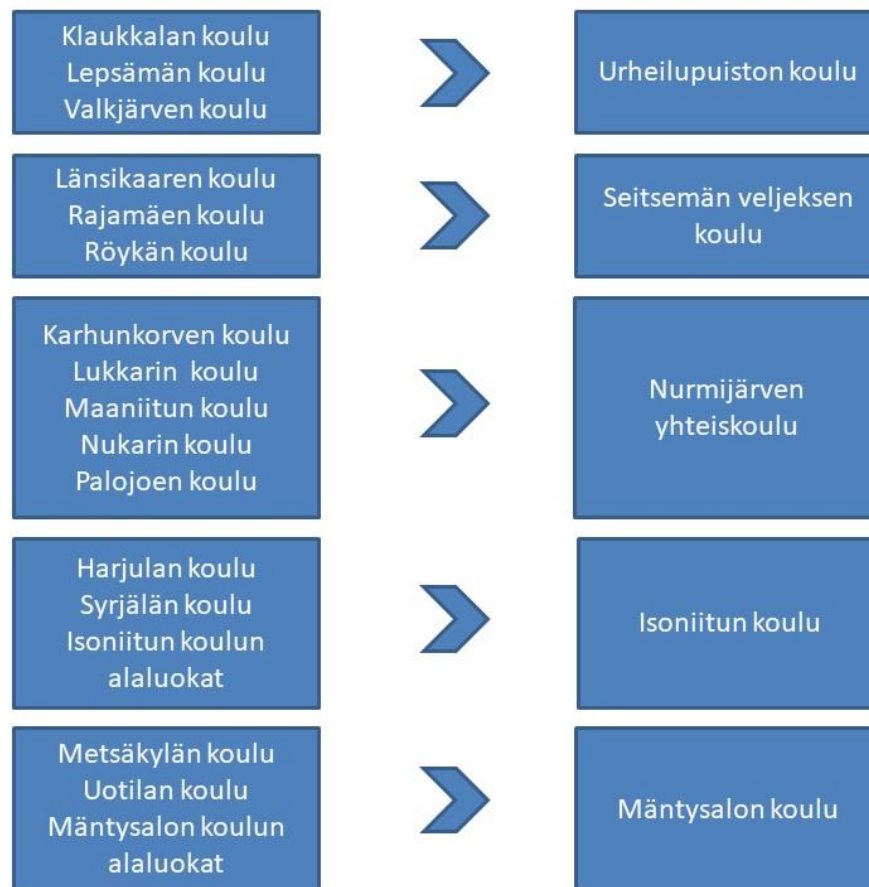 Klaukkalan koulu
Lepsämän koulu
Valkjärven koulu
Urheilupuiston koulu
Länsikaaren koulu
Rajamäen koulu
Röykän koulu
Seitsemän veljeksen
koulu
Karhunkorven koulu
Lukkarin koulu
Maaniitun koulu
Nukarin koulu
Palojoen koulu
Nurmijärven
yhteiskoulu
Harjulan koulu
Syrjälän koulu
Isoniitun koulun
alaluokat
Isoniitun koulu
Metsäkylän koulu
Uotilan koulu
Mäntysalon koulun
alaluokat
Mäntysalon koulu